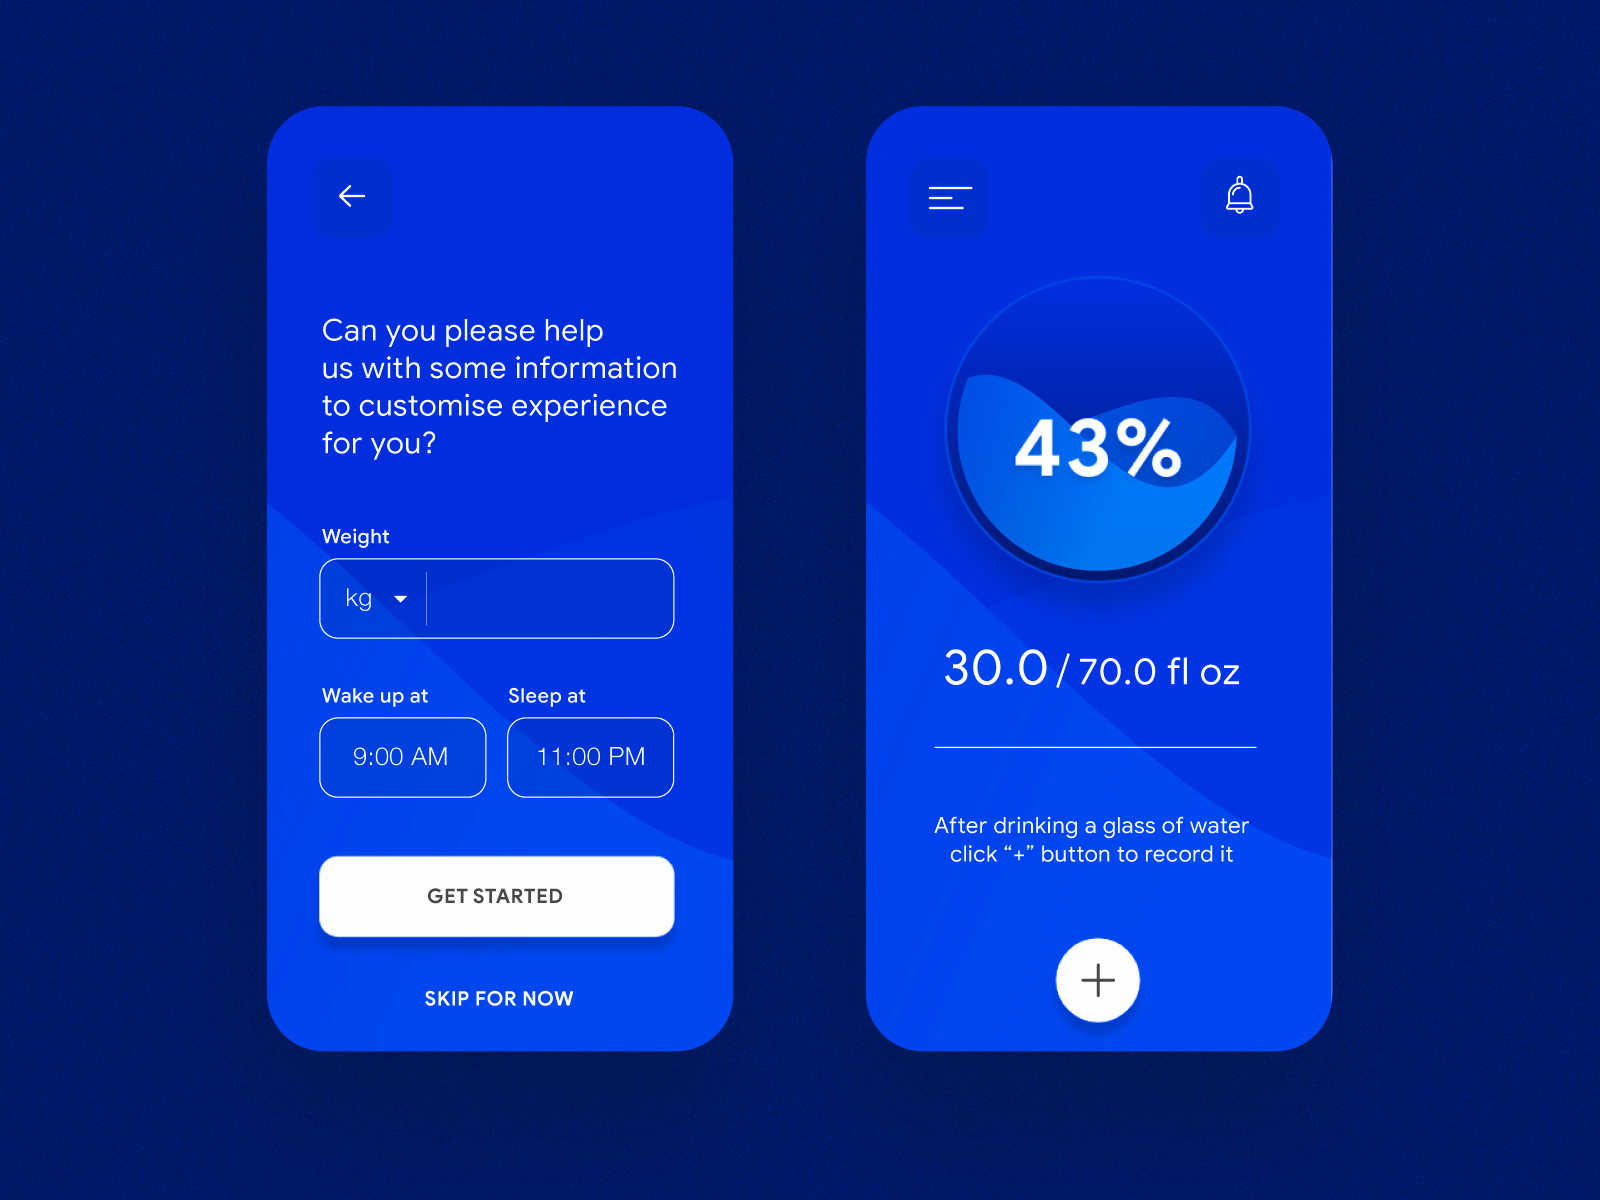 Can you please help
us with some information
to customise experience
for you?
Weight
kg
Wake up at
Sleep at
9:00 AM
11:00 PM
GET STARTED
SKIP FOR NOW
43%
30.0 / 70.0 fl oz
After drinking a glass of water
click “+” button to record it